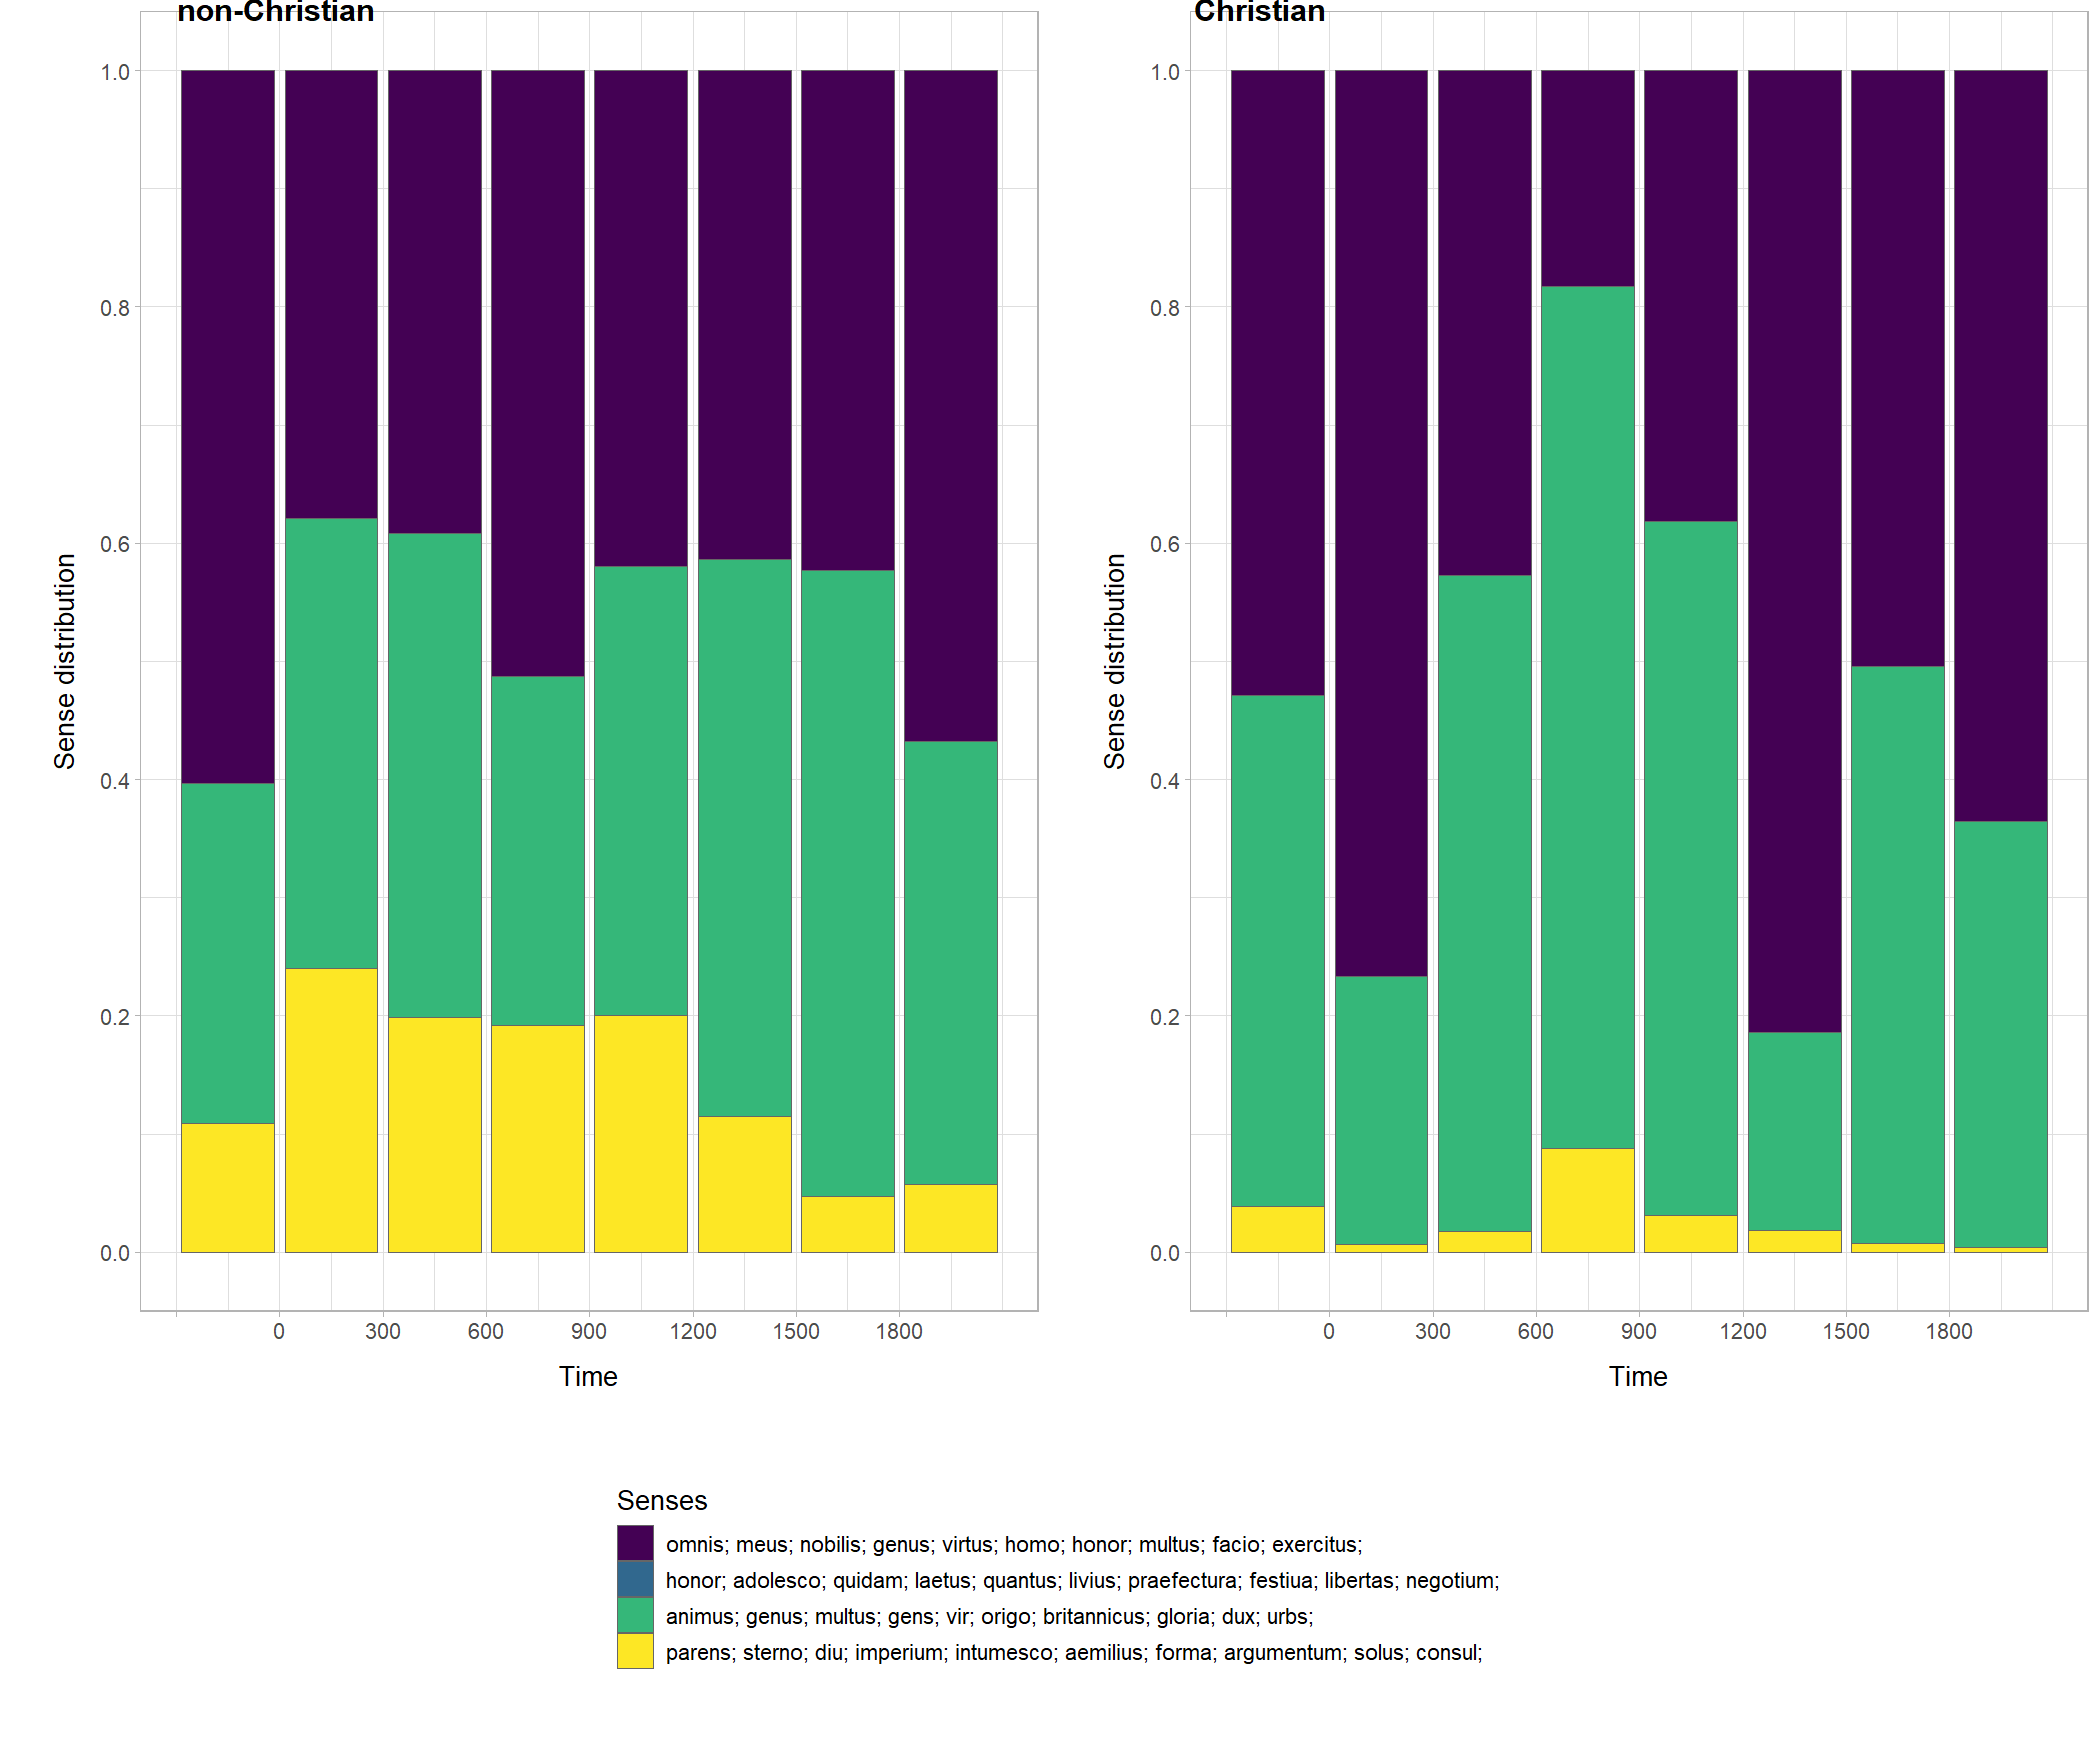 non-Christian
1.0
0.8
0.6
0.4
0.2
0.0
Sense distribution
0 300 600 900 1200 1500 1800
Time
Christian
1.0
0.8
0.6
0.4
0.2
0.0
Sense distribution
0 300 600 900 1200 1500 1800
Time
Senses
omnis; meus; nobilis; genus; virtus; homo; honor; multus; facio; exercitus;
honor; adolesco; quidam; laetus; quantus; livius; praefectura; festiua; libertas; negotium;
animus; genus; multus; gens; vir; origo; britannicus; gloria; dux; urbs;
parens; sterno; diu; imperium; intumesco; aemilius; forma; argumentum; solus; consul;